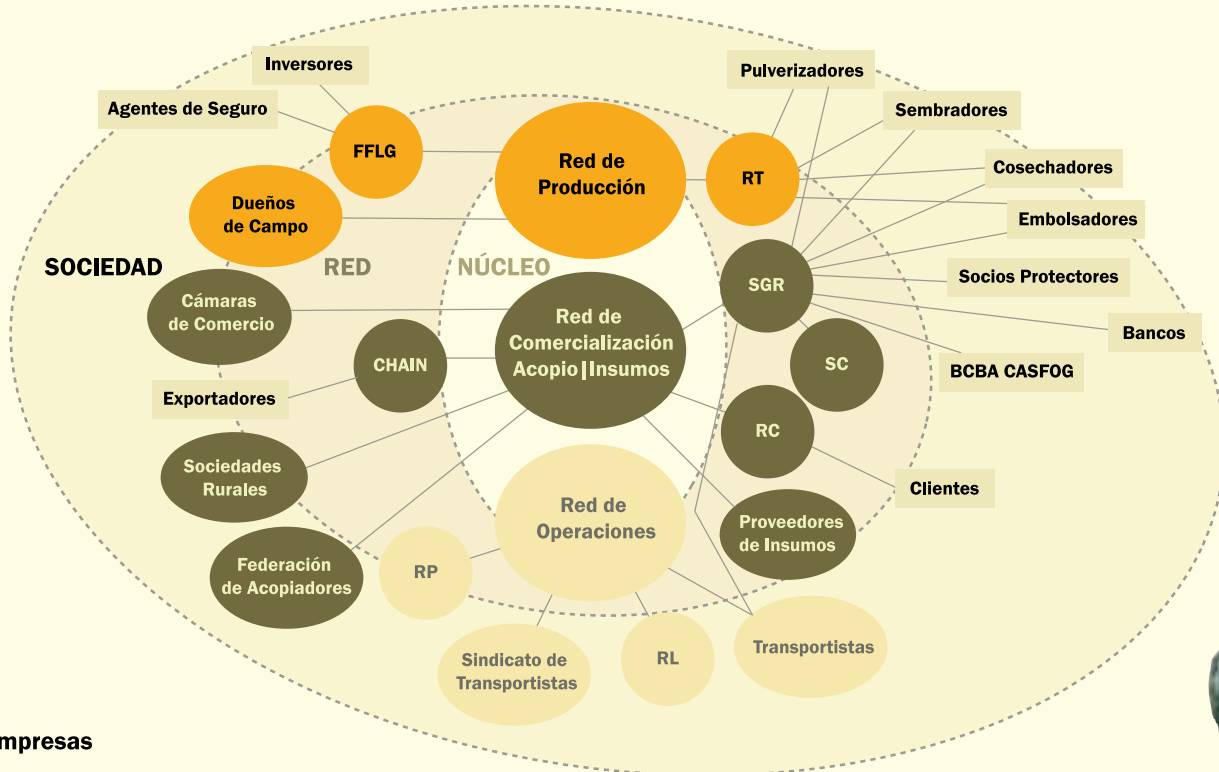 Inversores
Pulverizadores
Agentes de Seguro
Sembradores
FFLG
Red de
Producción
RT
Cosechadores
Dueños
de Campo
Embolsadores
SOCIEDAD
RED
NÚCLEO
SGR
Socios Protectores
Cámaras
de Comercio
Red de
Comercialización
Acopio|Insumos
Bancos
CHAIN
SC
BCBA CASFOG
Exportadores
RC
Sociedades
Rurales
Clientes
Red de
Operaciones
Proveedores
de Insumos
Federación
de Acopiadores
RP
Sindicato de
Transportistas
RL
Transportistas
mpresas